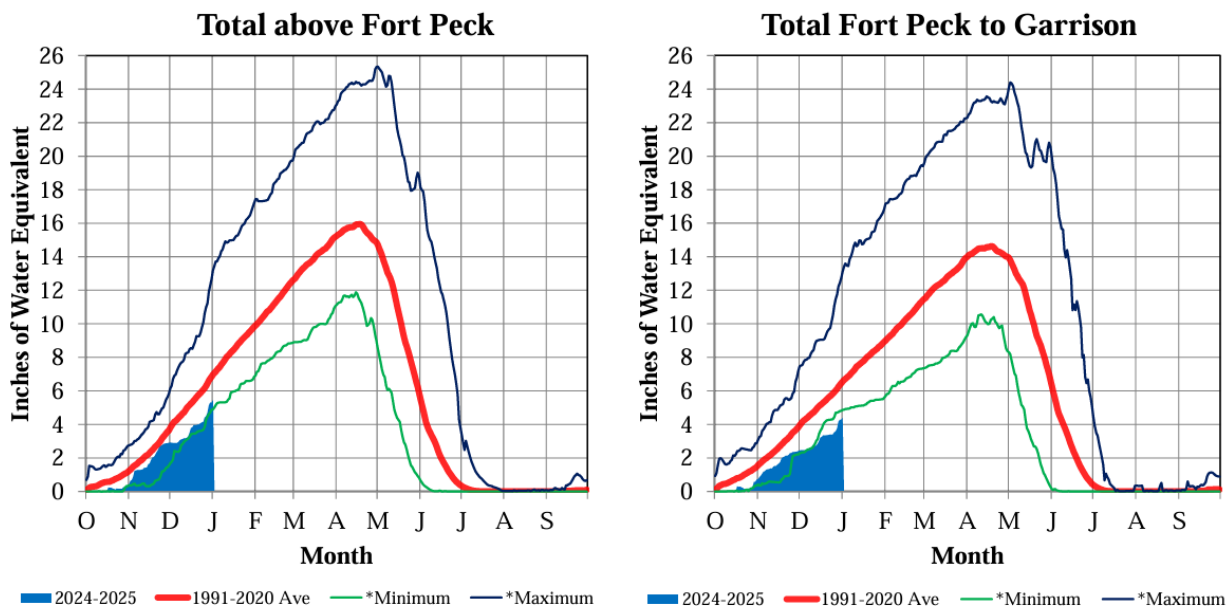 Total above Fort Peck
26
24
22
20
18
16
14
12
10
8
6
4
2
0
Inches of Water Equivalent
O N D J F M A M J J A S
Month
2024-2025 1991-2020 Ave *Minimum *Maximum
Total Fort Peck to Garrison
26
24
22
20
18
16
14
12
10
8
6
4
2
0
Inches of Water Equivalent
O N D J F M A M J J A S
Month
2024-2025 1991-2020 Ave *Minimum *Maximum